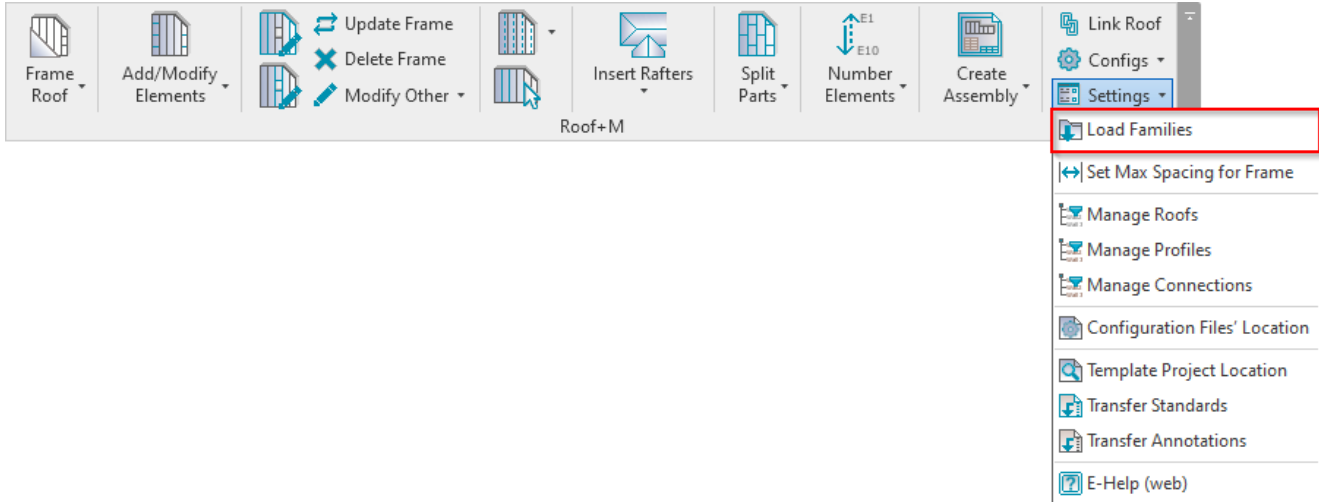 Frame
Roof
Add/Modify
Elements
Update Frame
Delete Frame
Modify Other
Insert Rafters
Split
Parts
E1
E10
Number
Elements
Create
Assembly
Link Roof
Configs
Settings
Roof+M
Load Families
Set Max Spacing for Frame
Manage Roofs
Manage Profiles
Manage Connections
Configuration Files' Location
Template Project Location
Transfer Standards
Transfer Annotations
E-Help (web)